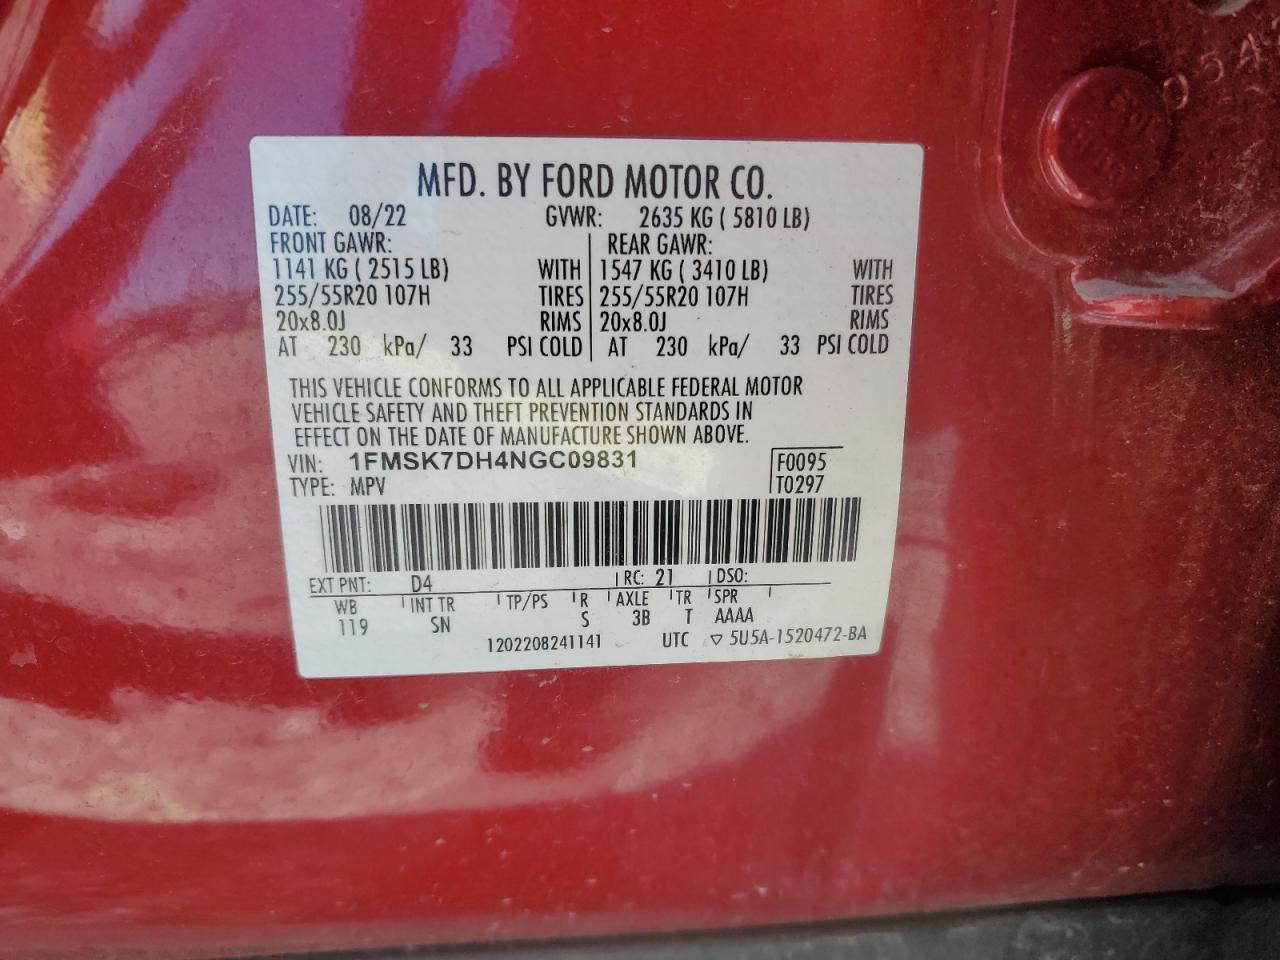 MFD. BY FORD MOTOR CO.
DATE: 08/22 GVWR: 2635 KG ( 5810 LB)
FRONT GAWR: REAR GAWR:
1141 KG ( 2515 LB) WITH 1547 KG ( 3410 LB) WITH
255/55R20 107H TIRES 255/55R20 107H TIRES
20x8.0J RIMS 20x8.0J RIMS
AT 230 kPa/ 33 PSI COLD AT 230 kPa/ 33 PSI COLD
THIS VEHICLE CONFORMS TO ALL APPLICABLE FEDERAL MOTOR
VEHICLE SAFETY AND THEFT PREVENTION STANDARDS IN
EFFECT ON THE DATE OF MANUFACTURE SHOWN ABOVE.
VIN: 1FMSK7DH4NGC09831 F0095
TYPE: MPV T0297
EXT PNT: D4 RC: 21 DSO:
WB INT TR TP/PS R AXLE TR SPR
119 SN S 3B T AAAA
1202208241141 UTC ▽ 5U5A-1520472-BA